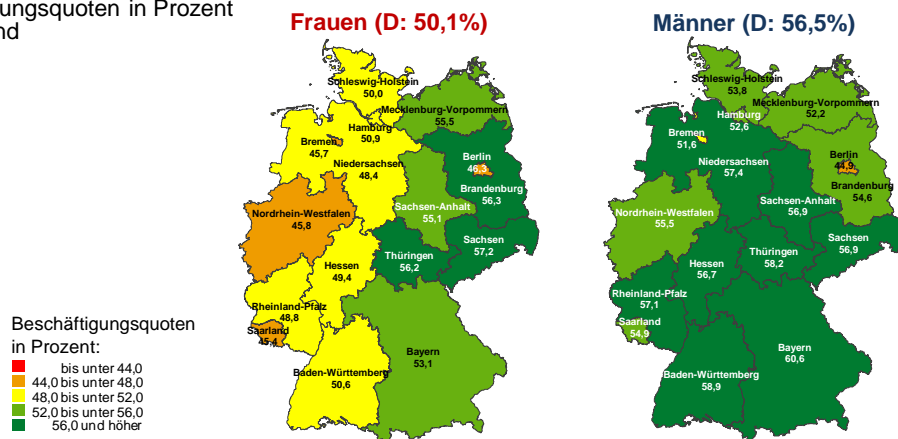 ungsquoten in Prozent
nd
Frauen (D: 50,1%)
Schleswig-Holstein
50,0
Mecklenburg-Vorpommern
55,5
Hamburg
50,9
Bremen
45,7
Niedersachsen
48,4
Berlin
46,3
Brandenburg
56,3
Sachsen-Anhalt
55,1
Nordrhein-Westfalen
45,8
Sachsen
57,2
Thüringen
56,2
Hessen
49,4
Rheinland-Pfalz
48,8
Saarland
45,4
Bayern
53,1
Baden-Württemberg
50,6
Männer (D: 56,5%)
Schleswig-Holstein
53,8
Mecklenburg-Vorpommern
52,2
Hamburg
52,6
Bremen
51,6
Niedersachsen
57,4
Berlin
44,9
Brandenburg
54,6
Sachsen-Anhalt
56,9
Nordrhein-Westfalen
55,5
Sachsen
56,9
Thüringen
58,2
Hessen
56,7
Rheinland-Pfalz
57,1
Saarland
54,9
Bayern
60,6
Baden-Württemberg
58,9
Beschäftigungsquoten
in Prozent:
bis unter 44,0
44,0 bis unter 48,0
48,0 bis unter 52,0
52,0 bis unter 56,0
56,0 und höher